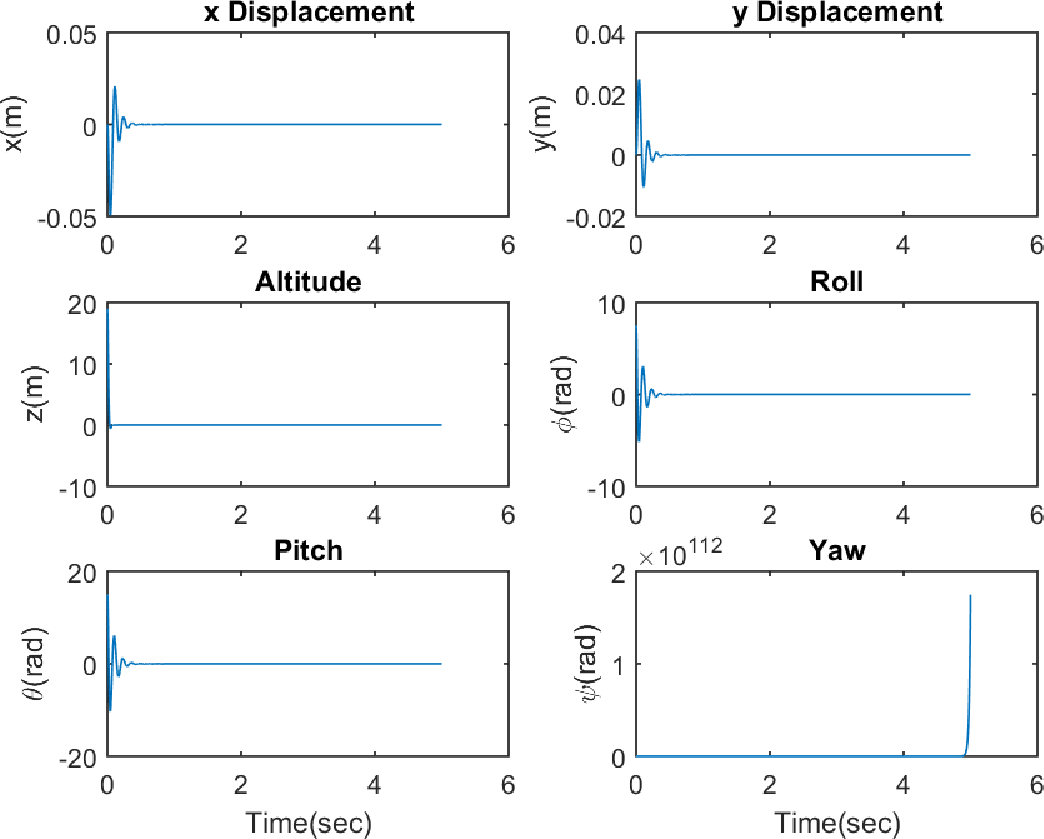 x Displacement
0.05
0
-0.05
x(m)
0 2 4 6
y Displacement
0.04
0.02
0
-0.02
y(m)
0 2 4 6
Altitude
20
10
0
-10
z(m)
0 2 4 6
Roll
10
0
-10
ϕ(rad)
0 2 4 6
Pitch
20
0
-20
θ(rad)
0 2 4 6
Time(sec)
Yaw
×10^112
2
1
0
ψ(rad)
0 2 4 6
Time(sec)